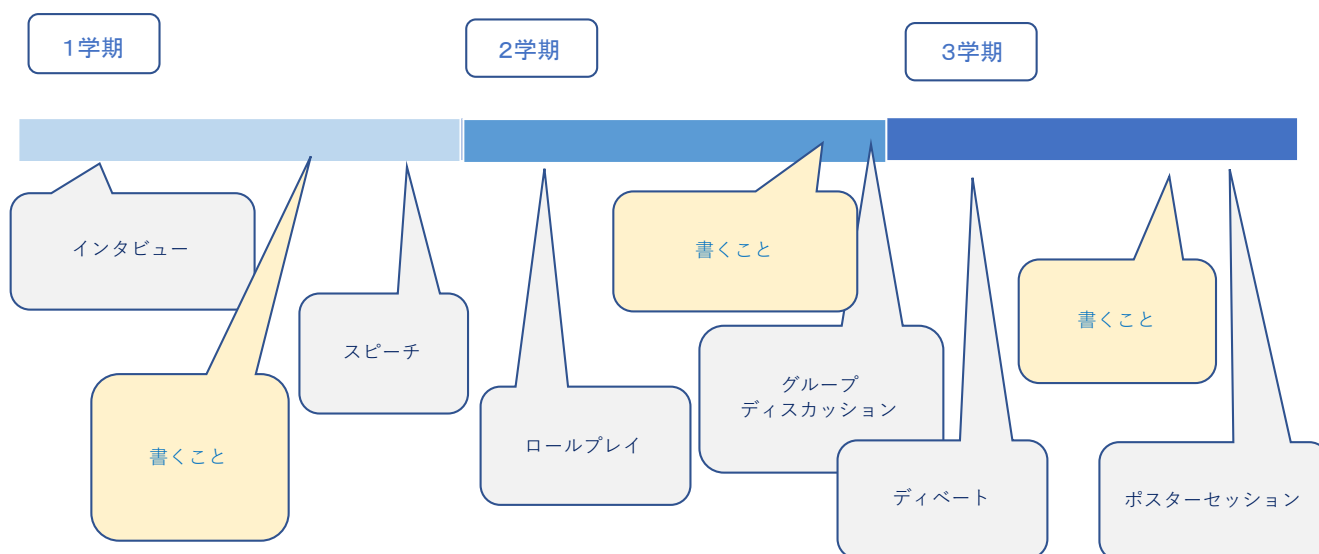 1学期
2学期
3学期
インタビュー
書くこと
スピーチ
ロールプレイ
書くこと
グループ
ディスカッション
ディベート
書くこと
ポスターセッション